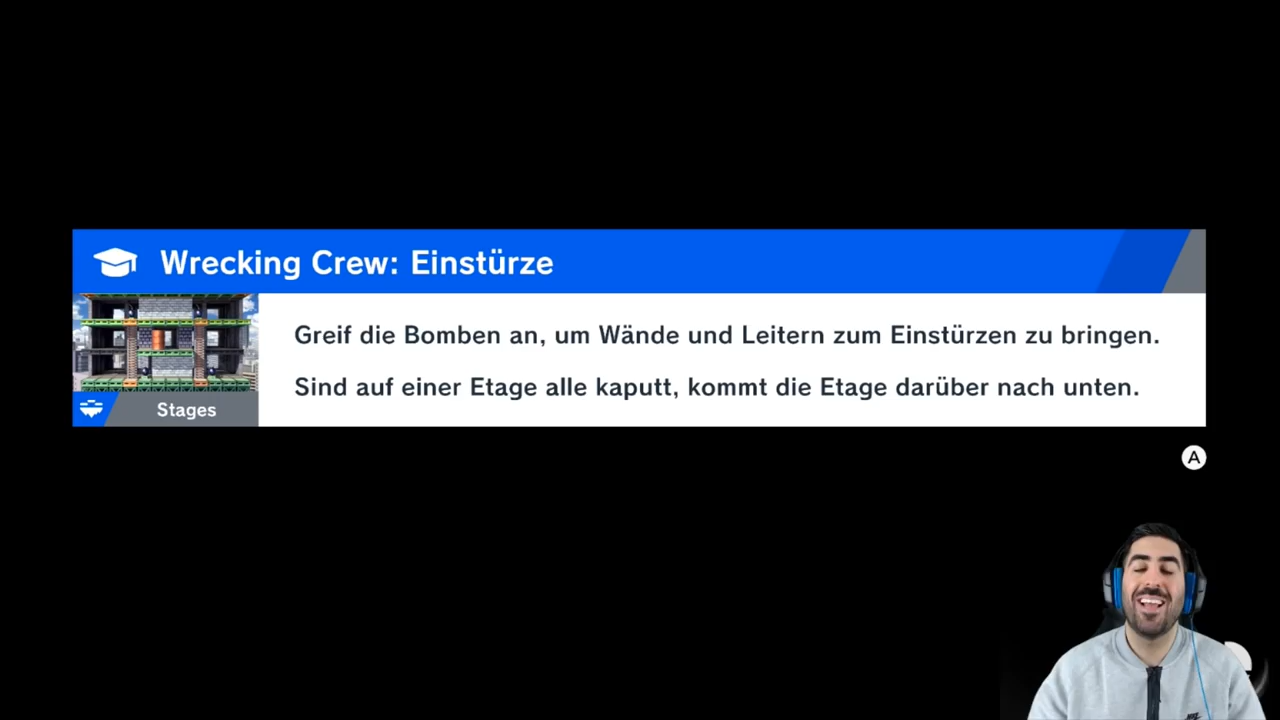 Wrecking Crew: Einstürze
Greif die Bomben an, um Wände und Leitern zum Einstürzen zu bringen.
Sind auf einer Etage alle kaputt, kommt die Etage darüber nach unten.
Stages
A